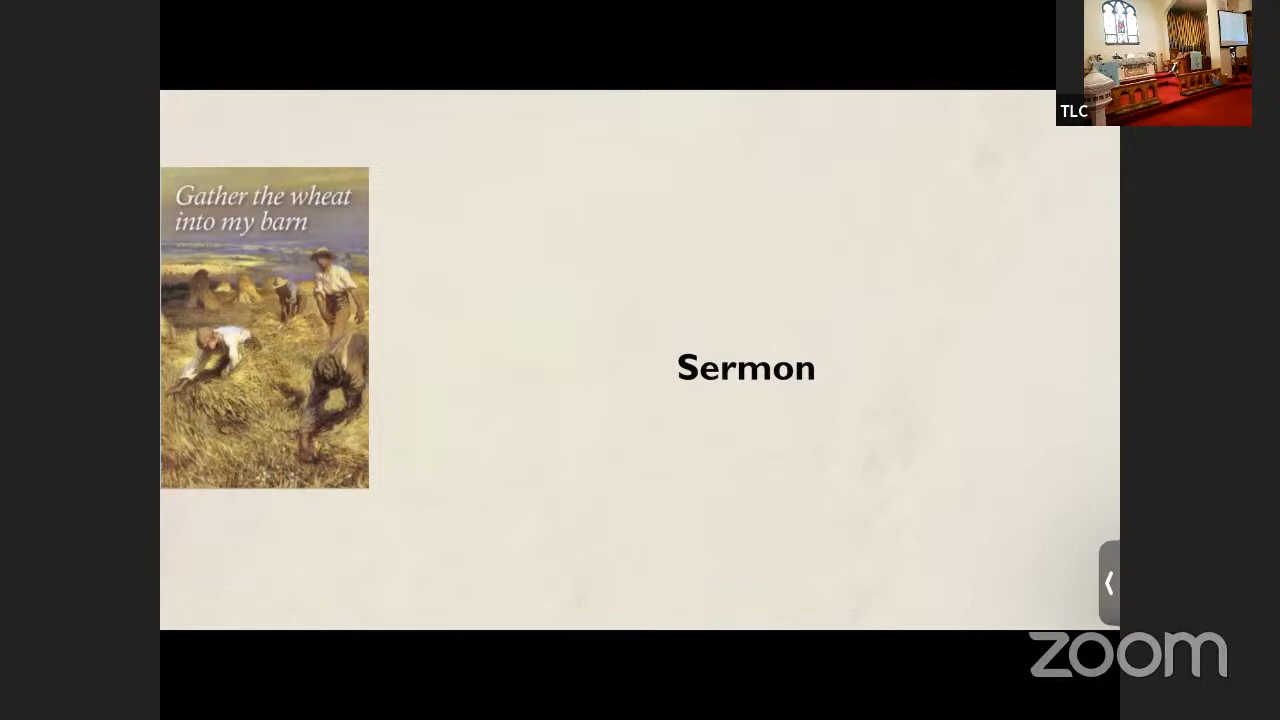 TLC
Gather the wheat
into my barn
Sermon
zoom